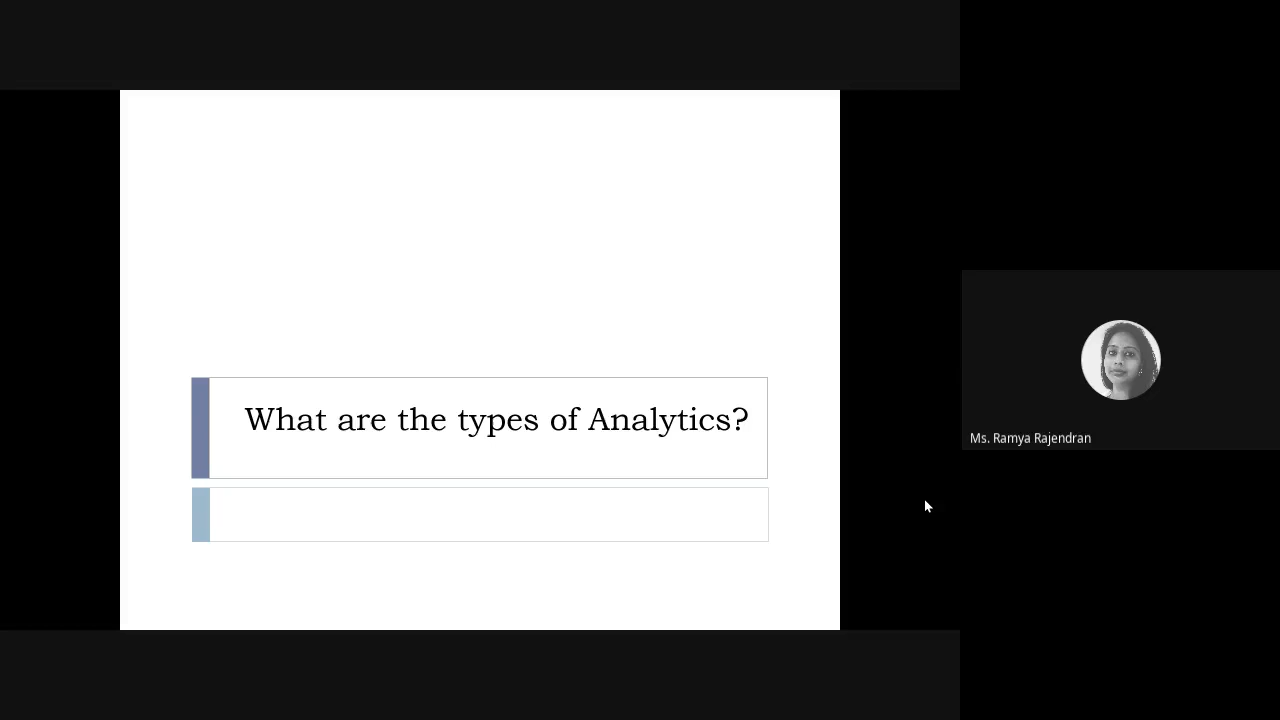 What are the types of Analytics?
Ms. Ramya Rajendran